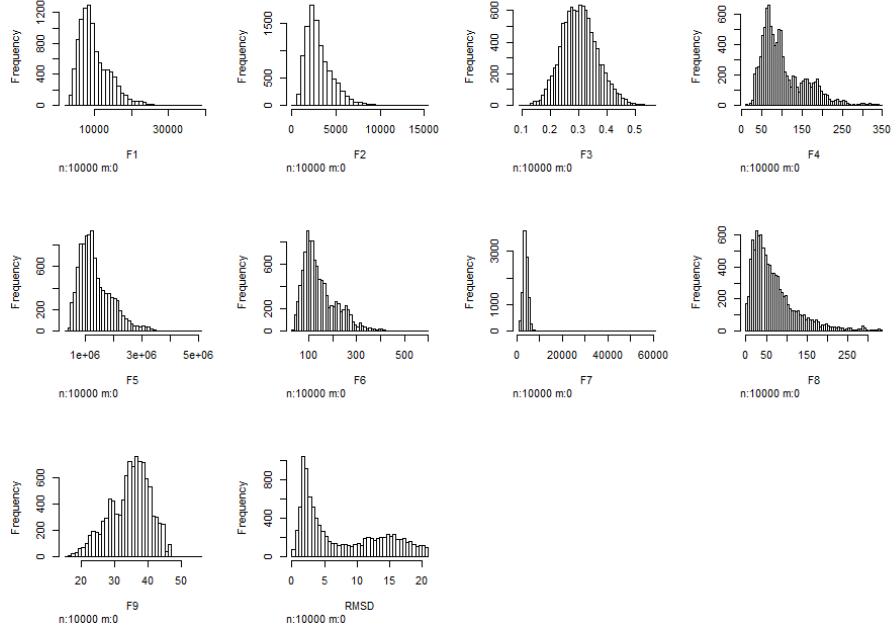 Frequency
0 400 800 1200
10000 30000
F1
n:10000 m:0
Frequency
0 500 1500
0 5000 10000 15000
F2
n:10000 m:0
Frequency
0 200 400 600
0.1 0.2 0.3 0.4 0.5
F3
n:10000 m:0
Frequency
0 200 400 600
0 50 150 250 350
F4
n:10000 m:0
Frequency
0 200 600
1e+06 3e+06 5e+06
F5
n:10000 m:0
Frequency
0 200 400 600
100 300 500
F6
n:10000 m:0
Frequency
0 1000 3000
0 20000 40000 60000
F7
n:10000 m:0
Frequency
0 200 400 600
0 50 150 250
F8
n:10000 m:0
Frequency
0 200 400 600
20 30 40 50
F9
n:10000 m:0
Frequency
0 400 800
0 5 10 15 20
RMSD
n:10000 m:0